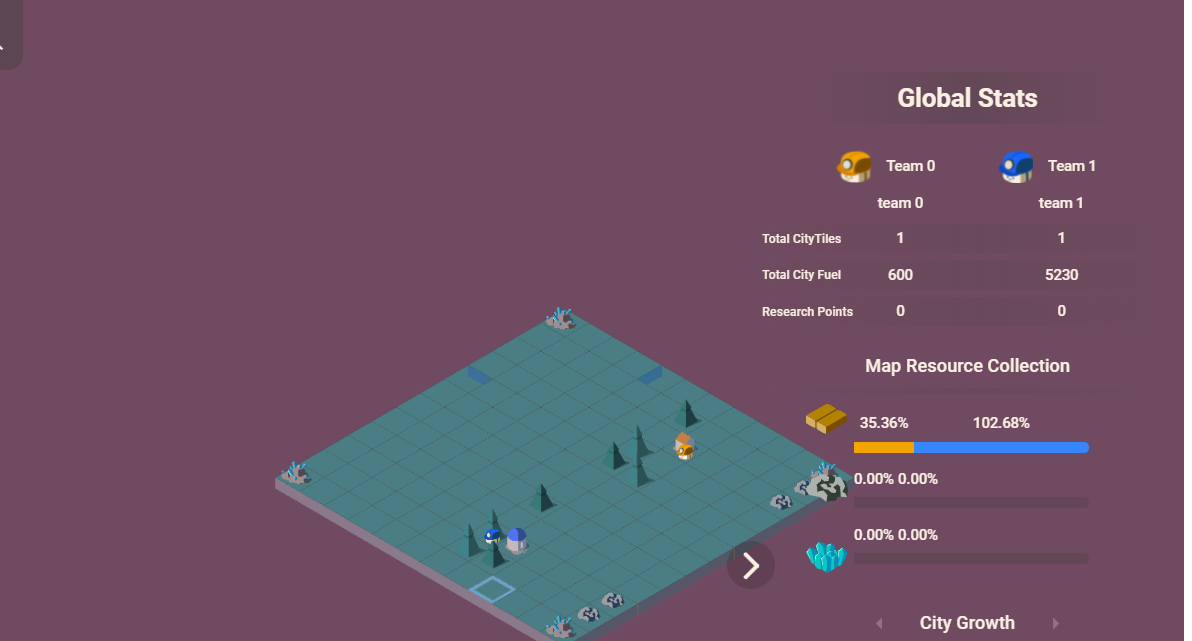 Global Stats
Team 0 Team 1
team 0 team 1
Total CityTiles 1 1
Total City Fuel 600 5230
Research Points 0 0
Map Resource Collection
35.36% 102.68%
0.00% 0.00%
0.00% 0.00%
City Growth